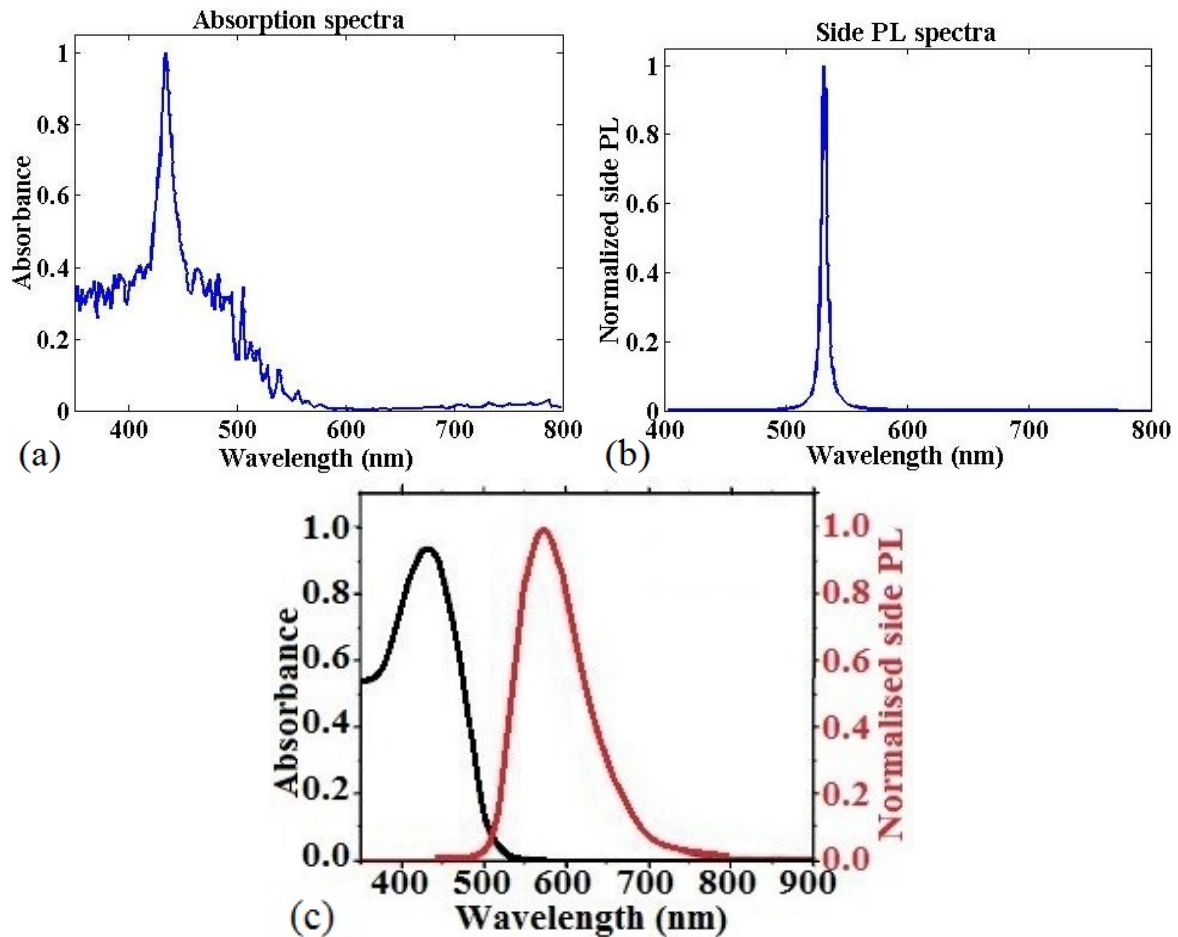 Absorption spectra
Absorbance
1
0.8
0.6
0.4
0.2
0
400 500 600 700 800
Wavelength (nm)
(a)
Side PL spectra
Normalized side PL
1
0.8
0.6
0.4
0.2
0
400 500 600 700 800
Wavelength (nm)
(b)
Absorbance
1.0
0.8
0.6
0.4
0.2
0.0
1.0
0.8
0.6
0.4
0.2
0.0
Normalised side PL
400 500 600 700 800 900
Wavelength (nm)
(c)